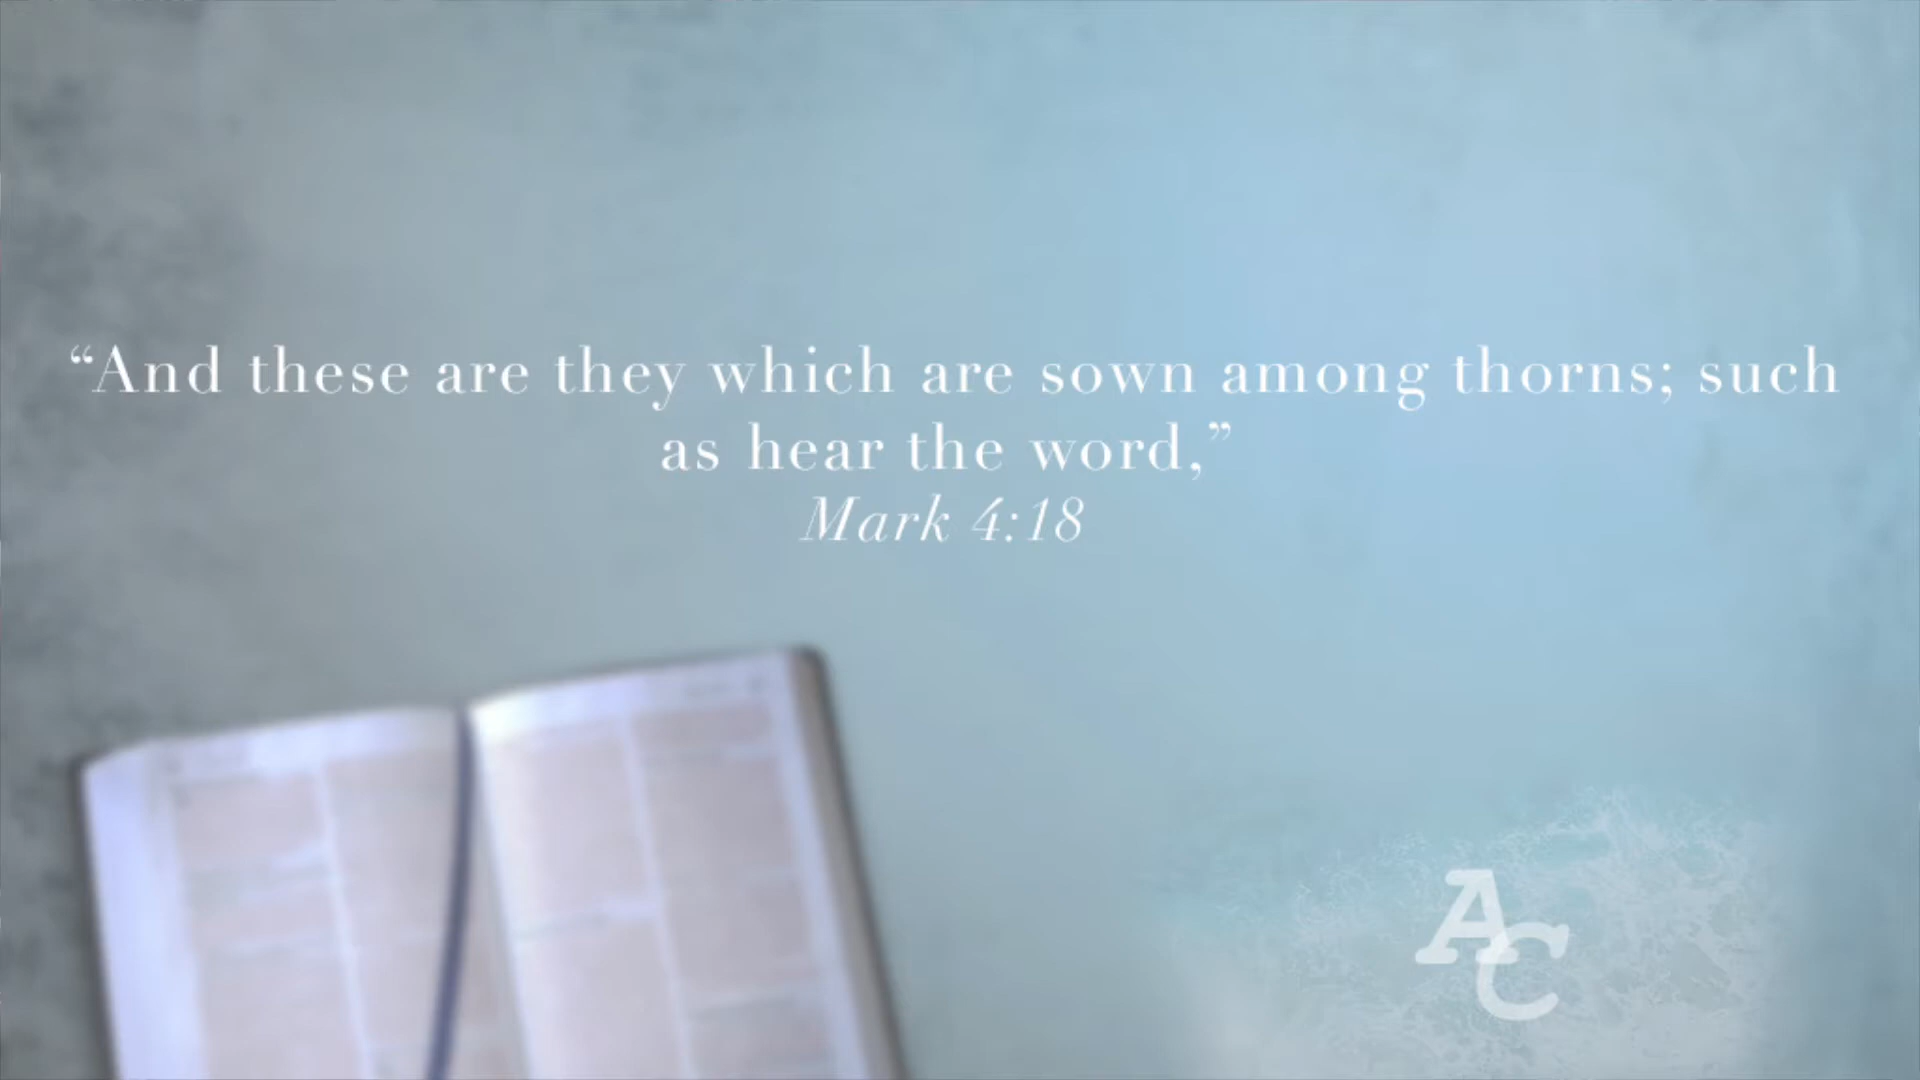 “And these are they which are sown among thorns; such
as hear the word,”
Mark 4:18
AC